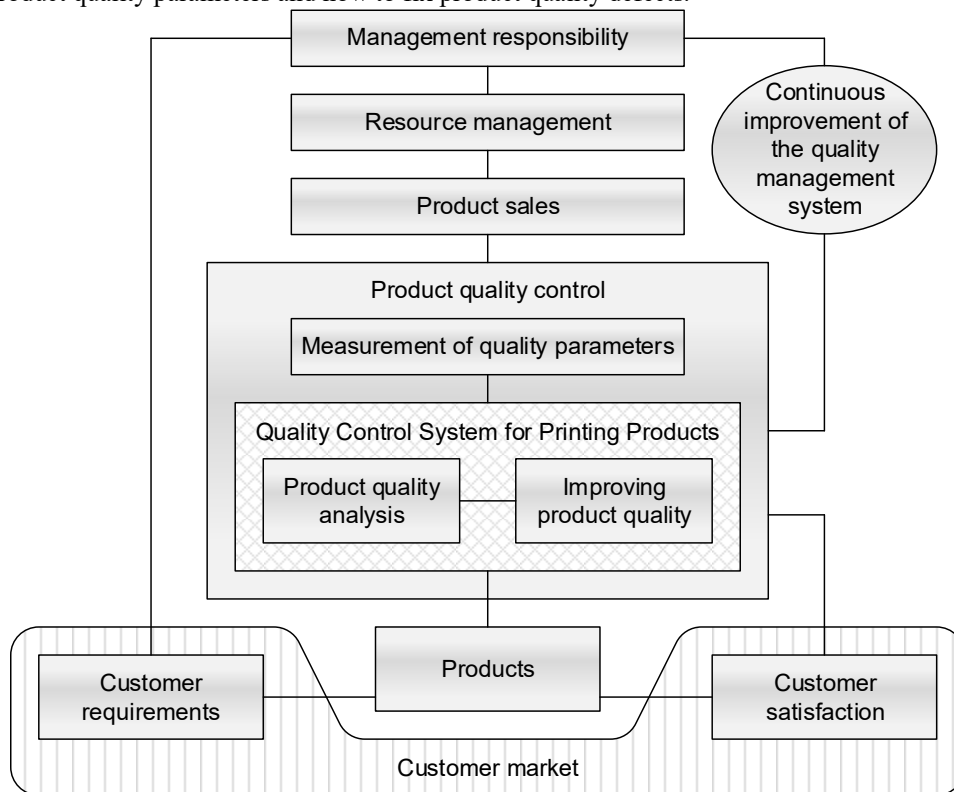 product quality parameters and how to fix product quality defects.
Management responsibility
Continuous
improvement of
the quality
management
system
Resource management
Product sales
Product quality control
Measurement of quality parameters
Quality Control System for Printing Products
Product quality
analysis
Improving
product quality
Products
Customer
requirements
Customer
satisfaction
Customer market